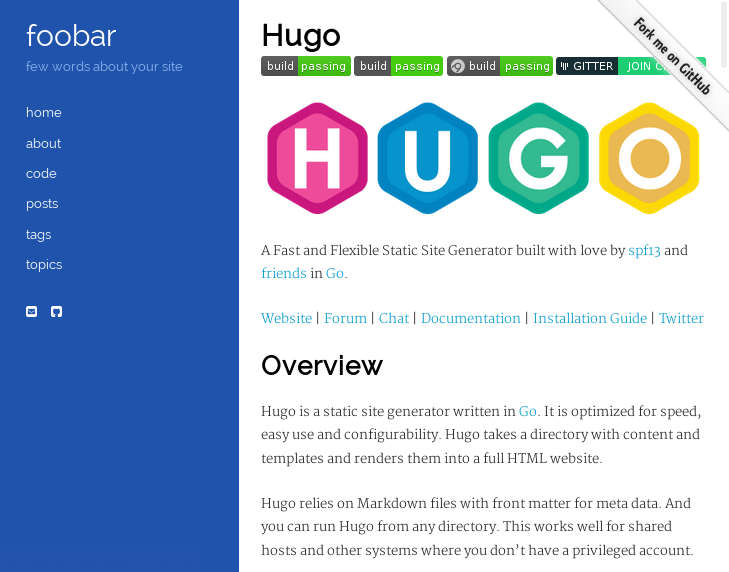 foobar
few words about your site
home
about
code
posts
tags
topics
Hugo
build passing build passing build passing GITTER JOIN
Fork me on GitHub
HUGO
A Fast and Flexible Static Site Generator built with love by spf13 and
friends in Go.
Website | Forum | Chat | Documentation | Installation Guide | Twitter
Overview
Hugo is a static site generator written in Go. It is optimized for speed,
easy use and configurability. Hugo takes a directory with content and
templates and renders them into a full HTML website.
Hugo relies on Markdown files with front matter for meta data. And
you can run Hugo from any directory. This works well for shared
hosts and other systems where you don’t have a privileged account.